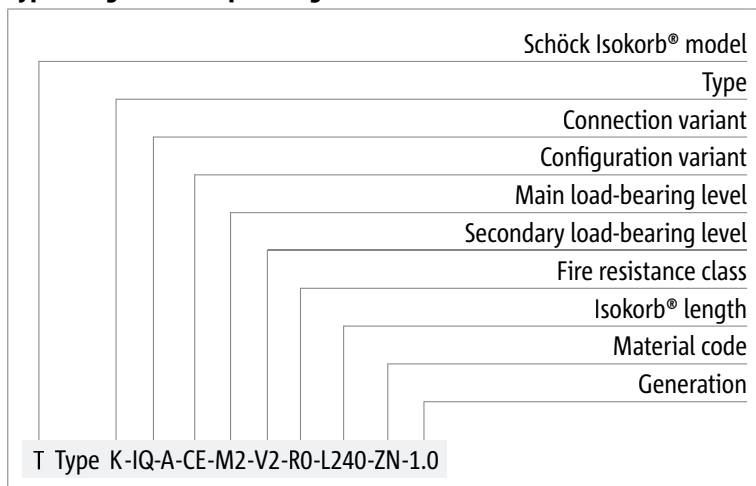 Schöck Isokorb® model
Type
Connection variant
Configuration variant
Main load-bearing level
Secondary load-bearing level
Fire resistance class
Isokorb® length
Material code
Generation
T Type K-IQ-A-CE-M2-V2-R0-L240-ZN-1.0